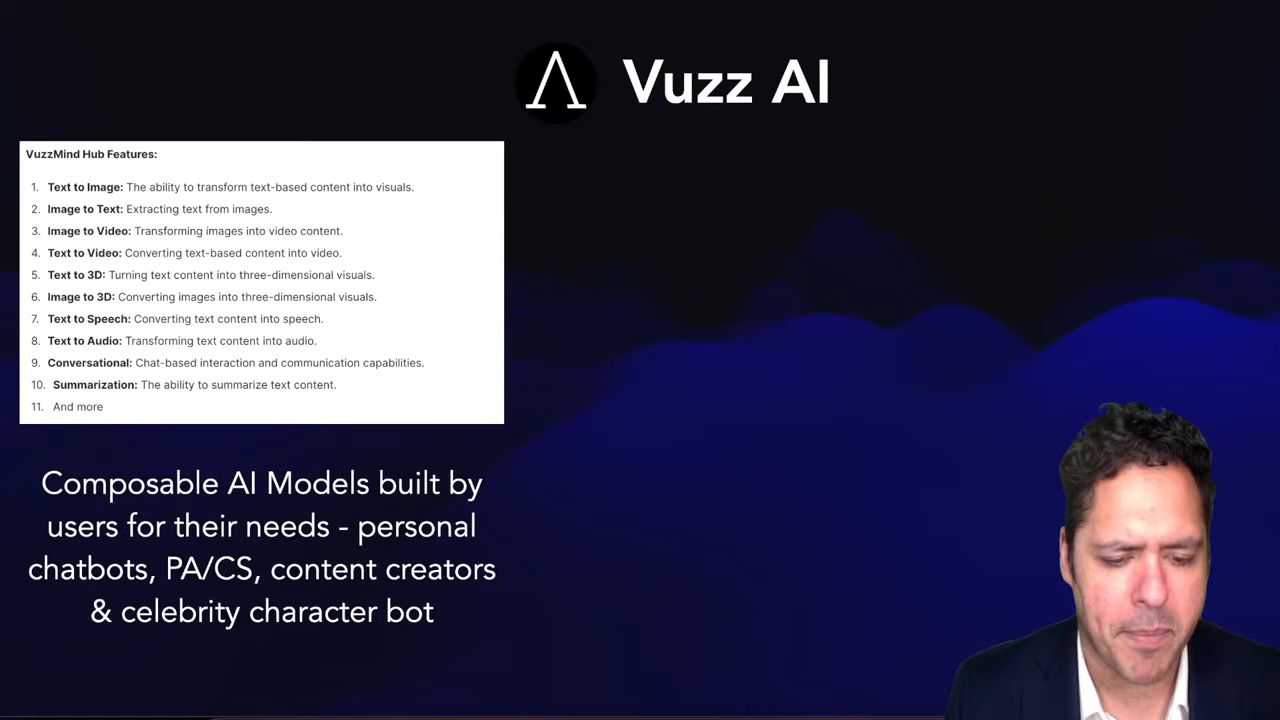 Vuzz AI
VuzzMind Hub Features:
1. Text to Image: The ability to transform text-based content into visuals.
2. Image to Text: Extracting text from images.
3. Image to Video: Transforming images into video content.
4. Text to Video: Converting text-based content into video.
5. Text to 3D: Turning text content into three-dimensional visuals.
6. Image to 3D: Converting images into three-dimensional visuals.
7. Text to Speech: Converting text content into speech.
8. Text to Audio: Transforming text content into audio.
9. Conversational: Chat-based interaction and communication capabilities.
10. Summarization: The ability to summarize text content.
11. And more
Composable AI Models built by
users for their needs - personal
chatbots, PA/CS, content creators
& celebrity character bot